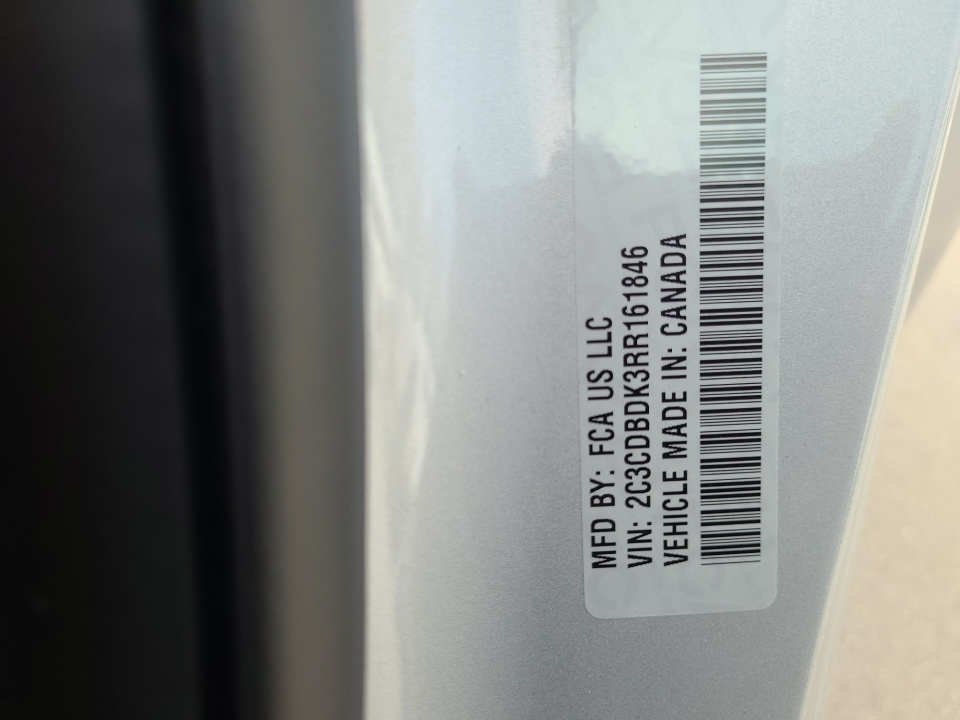 MFD BY: FCA US LLC
VIN: 2C3CDBDK3RR161846
VEHICLE MADE IN: CANADA